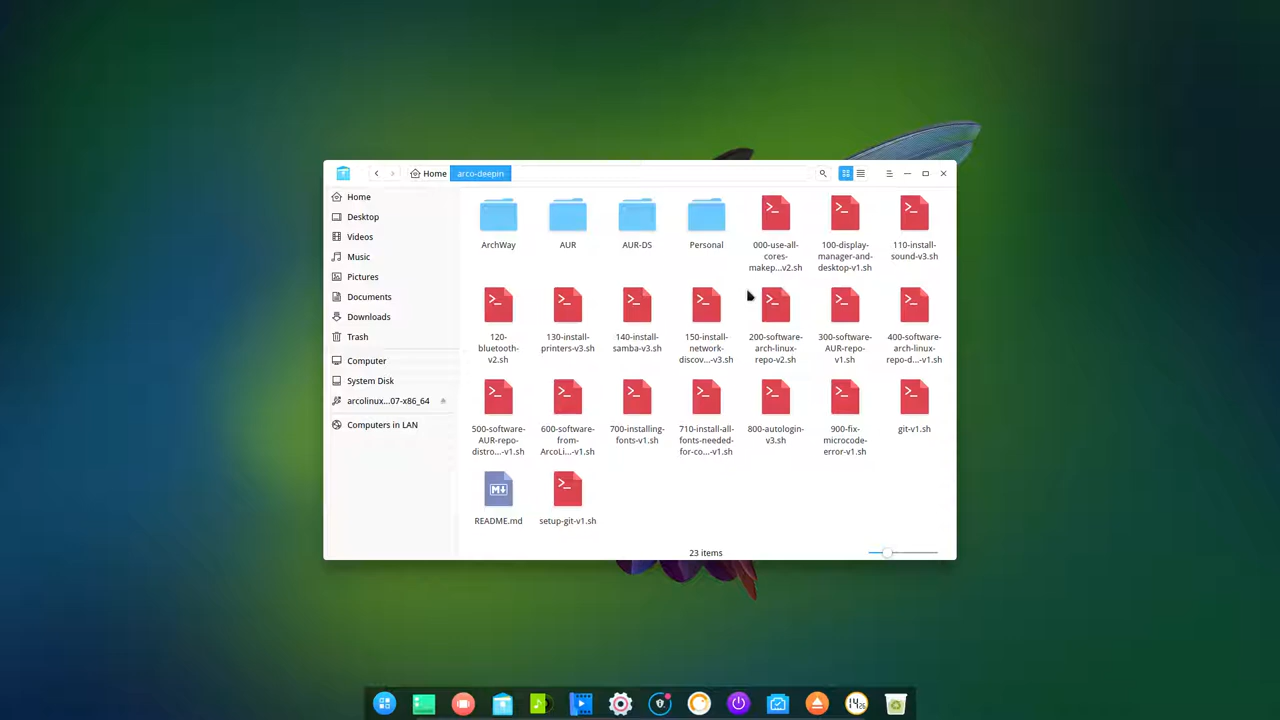 Home
arco-deepin
Home
Desktop
Videos
Music
Pictures
Documents
Downloads
Trash
Computer
System Disk
arcolinux...07-x86_64
Computers in LAN
ArchWay
AUR
AUR-DS
Personal
000-use-all-
cores-
makep...v2.sh
100-display-
manager-and-
desktop-v1.sh
110-install-
sound-v3.sh
120-
bluetooth-
v2.sh
130-install-
printers-v3.sh
140-install-
samba-v3.sh
150-install-
network-
discov...-v3.sh
200-software-
arch-linux-
repo-v2.sh
300-software-
AUR-repo-
v1.sh
400-software-
arch-linux-
repo-d...-v1.sh
500-software-
AUR-repo-
distro...-v1.sh
600-software-
from-
ArcoLi...-v1.sh
700-installing-
fonts-v1.sh
710-install-all-
fonts-needed-
for-co...-v1.sh
800-autologin-
v3.sh
900-fix-
microcode-
error-v1.sh
git-v1.sh
README.md
setup-git-v1.sh
23 items